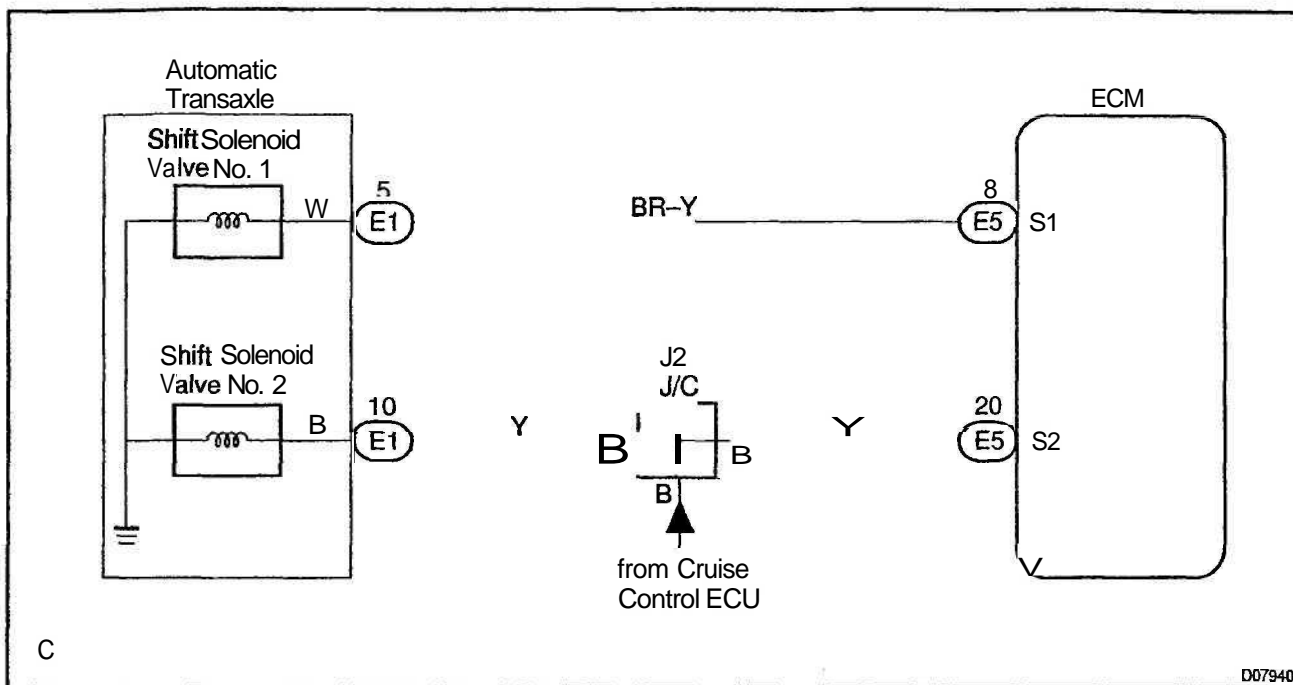 Automatic
Transaxle
ECM
Shift Solenoid
Valve No. 1
W
5
E1
BR-Y
8
E5
S1
Shift Solenoid
Valve No. 2
B
10
E1
Y
J2
J/C
B
I
B
B
Y
20
E5
S2
from Cruise
Control ECU
V
C
D07940